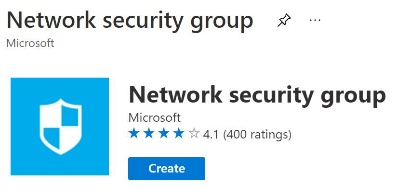 Network security group
Microsoft
Network security group
Microsoft
4.1 (400 ratings)
Create